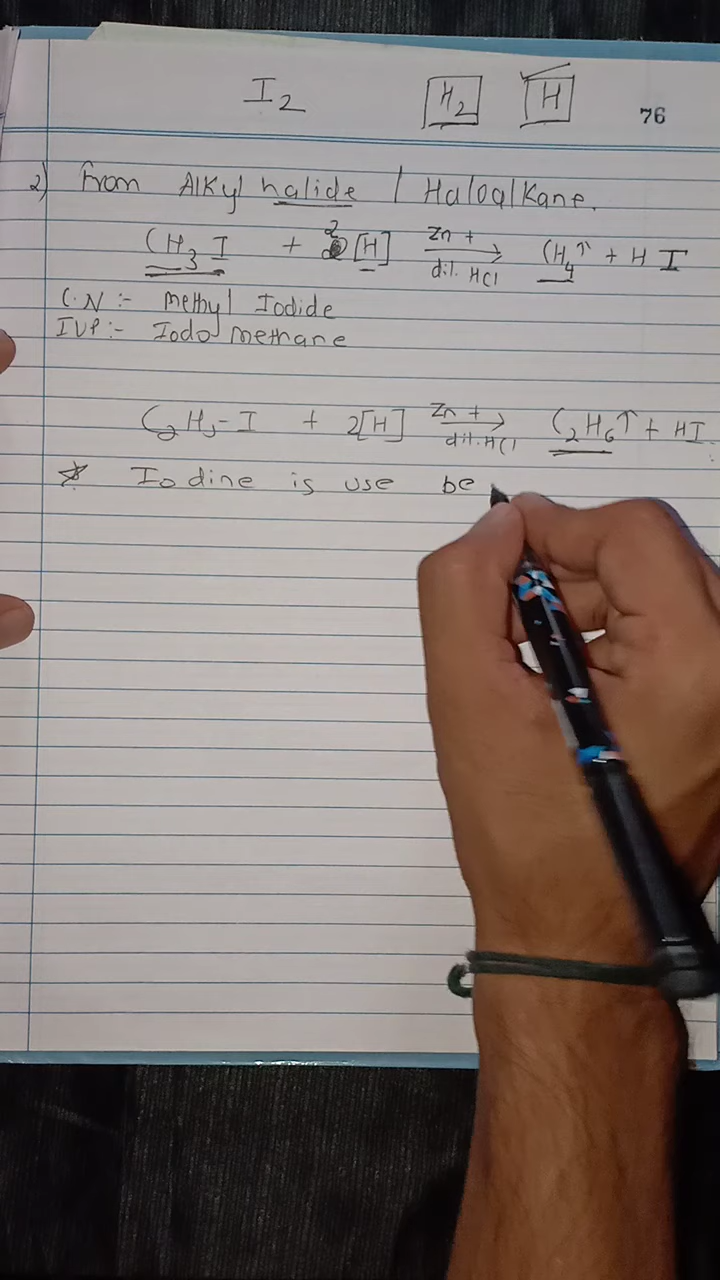 I2 H2 H 76
2) From Alkyl halide / Haloalkane.
CH3 I + 2[H] Zn + dil. HCl → CH4↑ + HI
C.N :- Methyl Iodide
IUP:- Iodo methane
C2H5-I + 2[H] Zn + dil. HCl → C2H6↑ + HI
* Iodine is use be